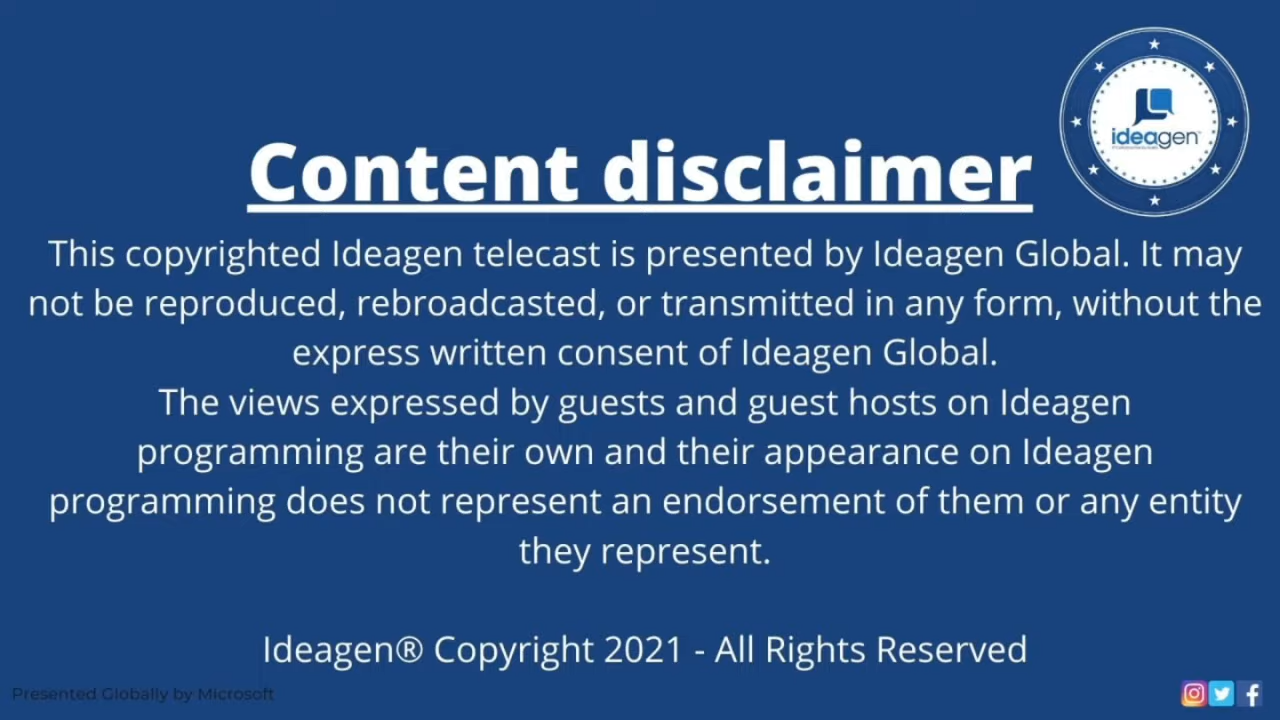 ideagen
Content disclaimer
This copyrighted Ideagen telecast is presented by Ideagen Global. It may
not be reproduced, rebroadcasted, or transmitted in any form, without the
express written consent of Ideagen Global.
The views expressed by guests and guest hosts on Ideagen
programming are their own and their appearance on Ideagen
programming does not represent an endorsement of them or any entity
they represent.
Ideagen® Copyright 2021 - All Rights Reserved
Presented Globally by Microsoft